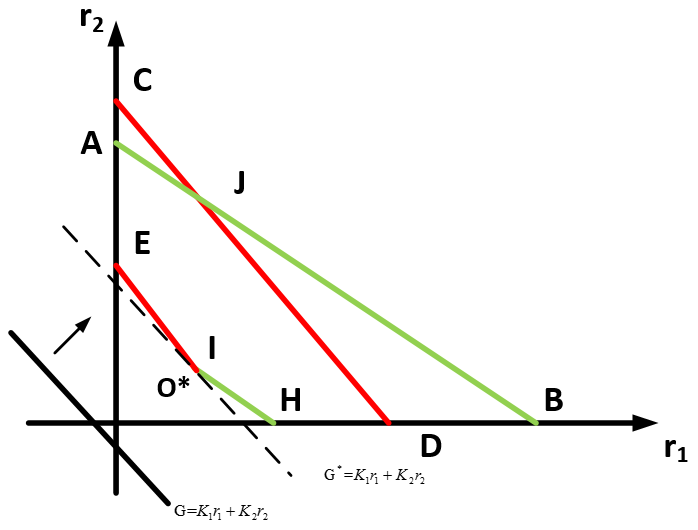 r₂
C
A
J
E
I
O*
H
B
D
r₁
G*=K₁r₁+K₂r₂
G=K₁r₁+K₂r₂